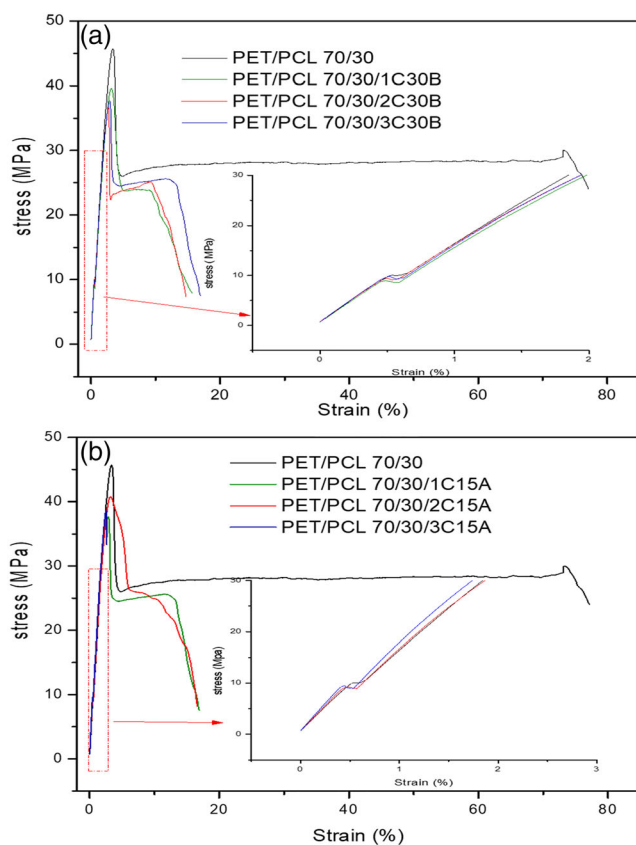 (a)
PET/PCL 70/30
PET/PCL 70/30/1C30B
PET/PCL 70/30/2C30B
PET/PCL 70/30/3C30B
50
40
30
20
10
0
stress (MPa)
30
20
10
0
stress (MPa)
0 1 2
Strain (%)
0 20 40 60 80
Strain (%)
(b)
PET/PCL 70/30
PET/PCL 70/30/1C15A
PET/PCL 70/30/2C15A
PET/PCL 70/30/3C15A
50
40
30
20
10
0
stress (MPa)
30
20
10
0
stress (Mpa)
0 1 2 3
Strain (%)
0 20 40 60 80
Strain (%)